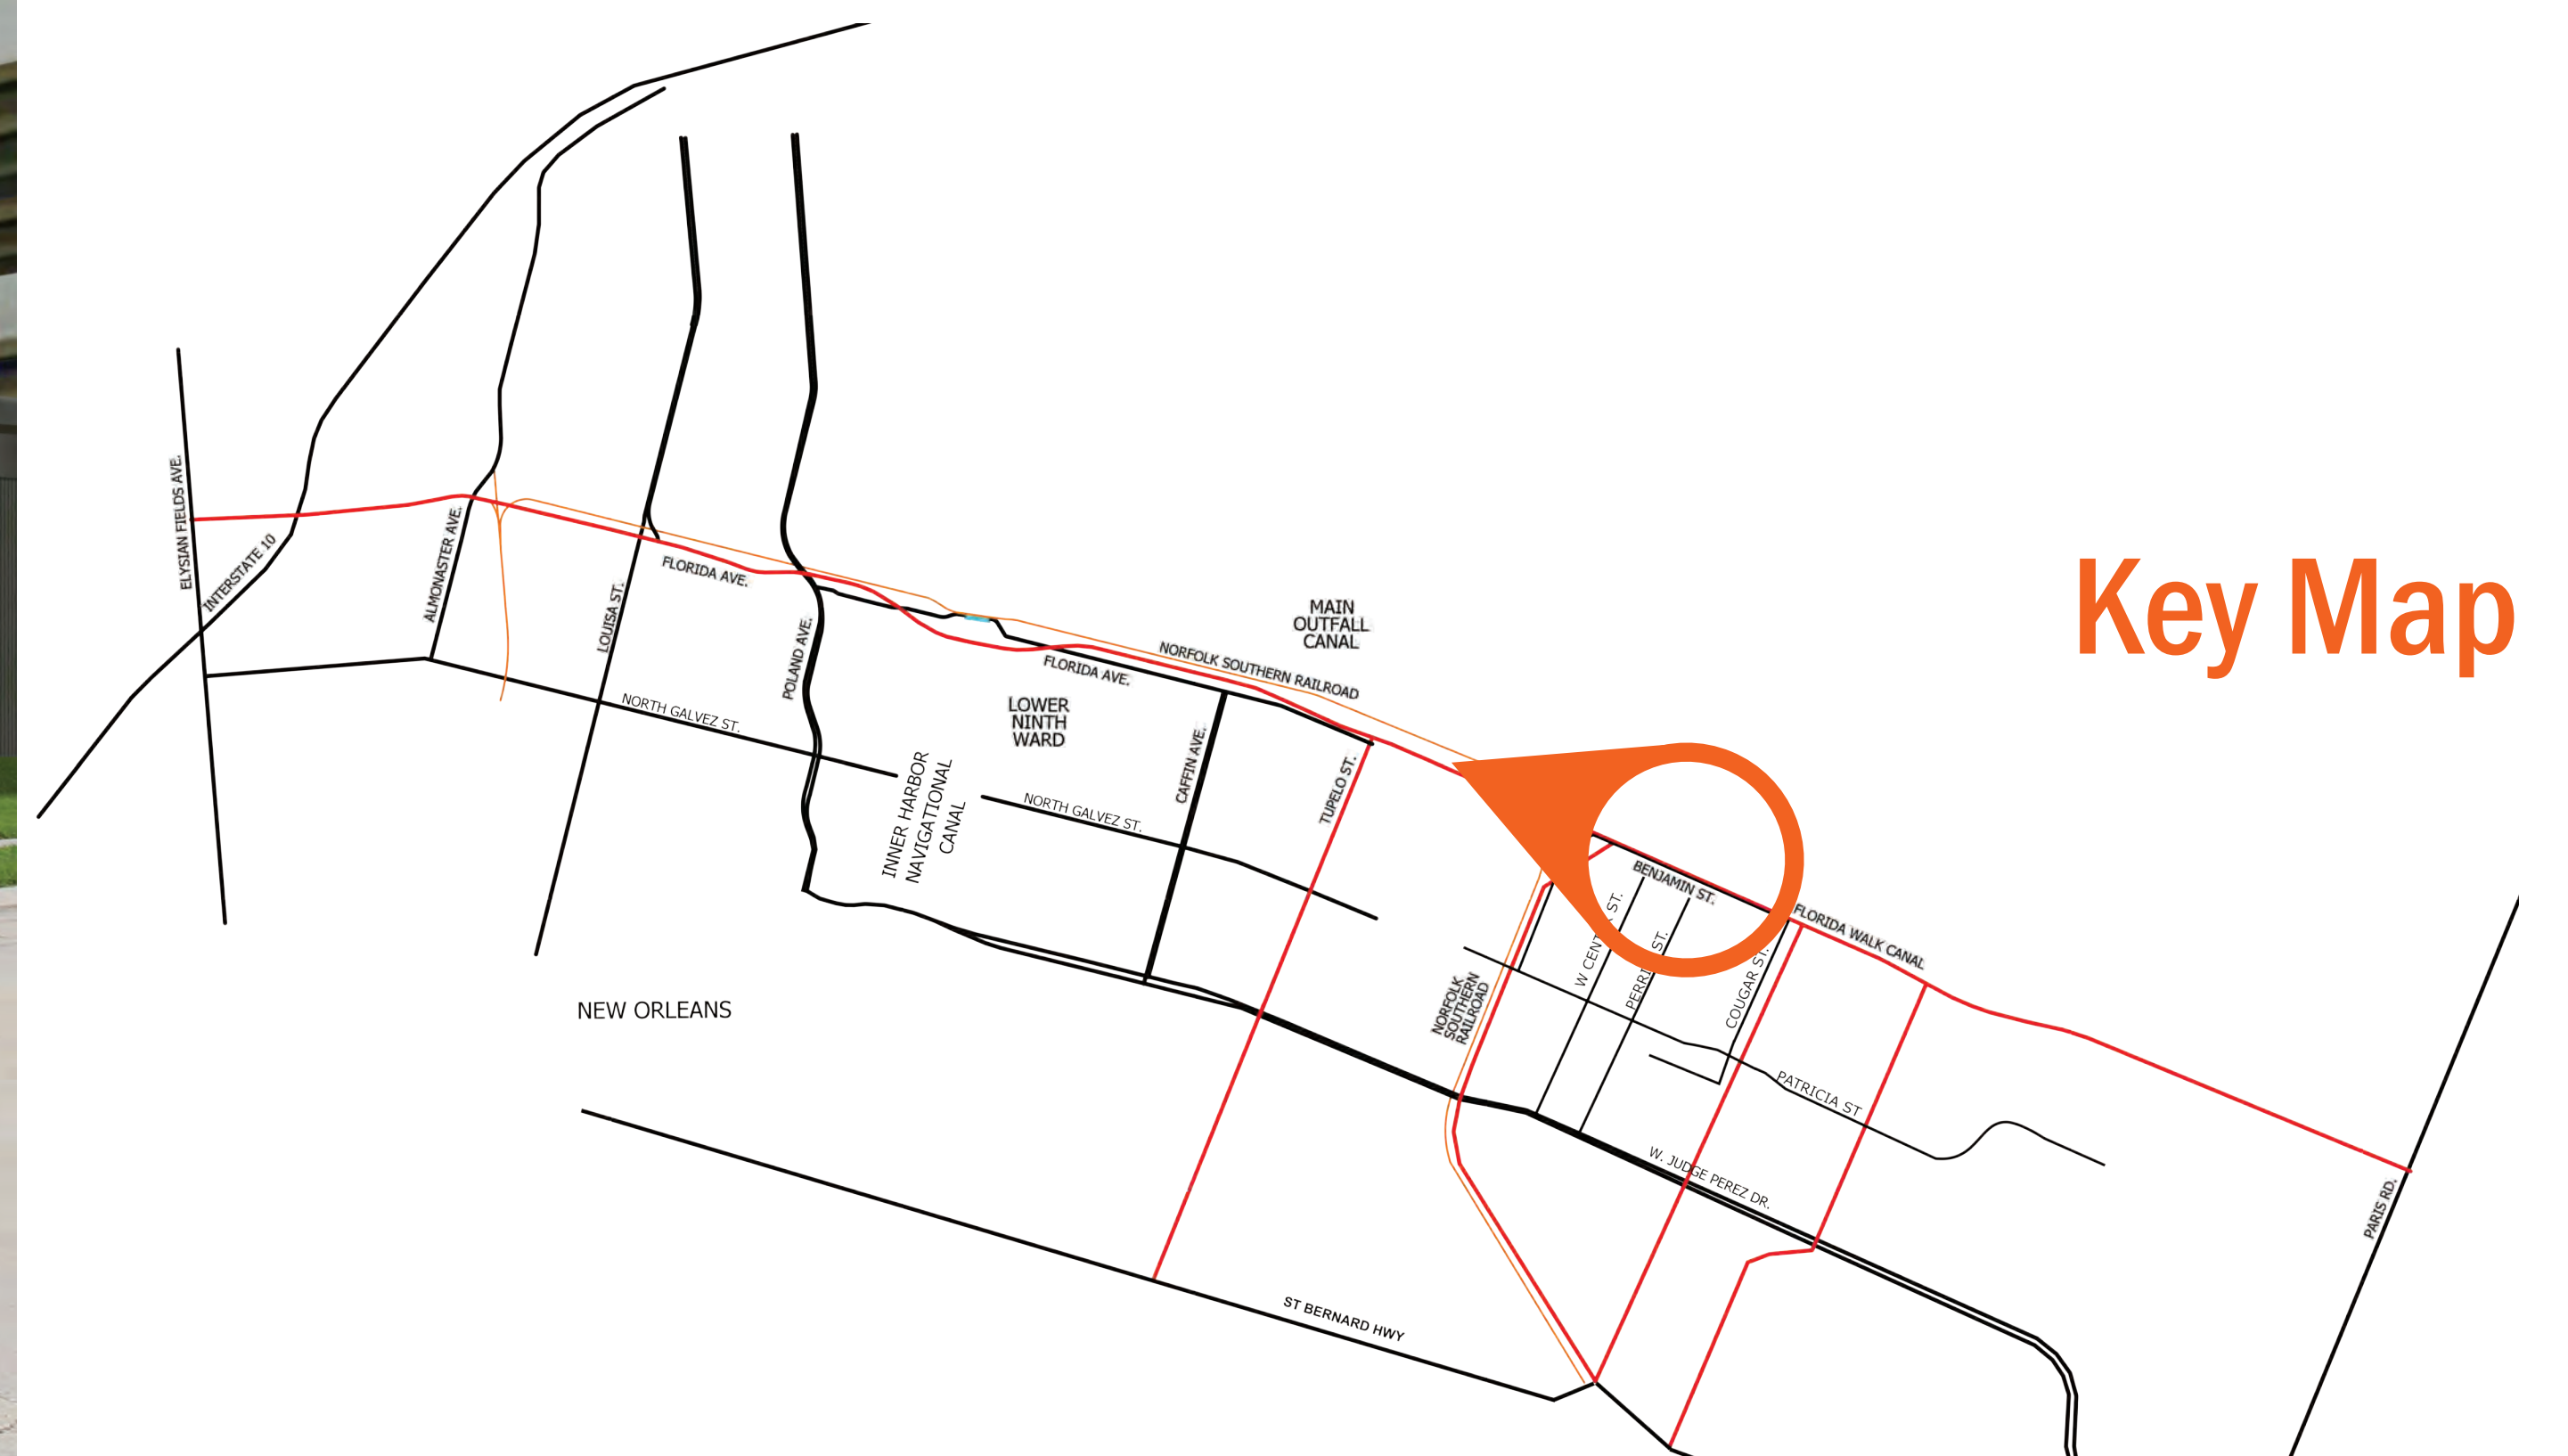 Key Map
ELYSIAN FIELDS AVE.
INTERSTATE 10
ALMONASTER AVE.
LOUISA ST.
FLORIDA AVE.
POLAND AVE.
NORTH GALVEZ ST.
MAIN
OUTFALL
CANAL
NORFOLK SOUTHERN RAILROAD
FLORIDA AVE.
LOWER
NINTH
WARD
INNER HARBOR
NAVIGATIONAL
CANAL
NORTH GALVEZ ST.
CAFFIN AVE.
TUPELO ST.
BENJAMIN ST.
FLORIDA WALK CANAL
ST.
ST.
COUGAR ST.
NORFOLK
SOUTHERN
RAILROAD
PATRICIA ST
W. JUDGE PEREZ DR.
PARIS RD.
NEW ORLEANS
ST BERNARD HWY